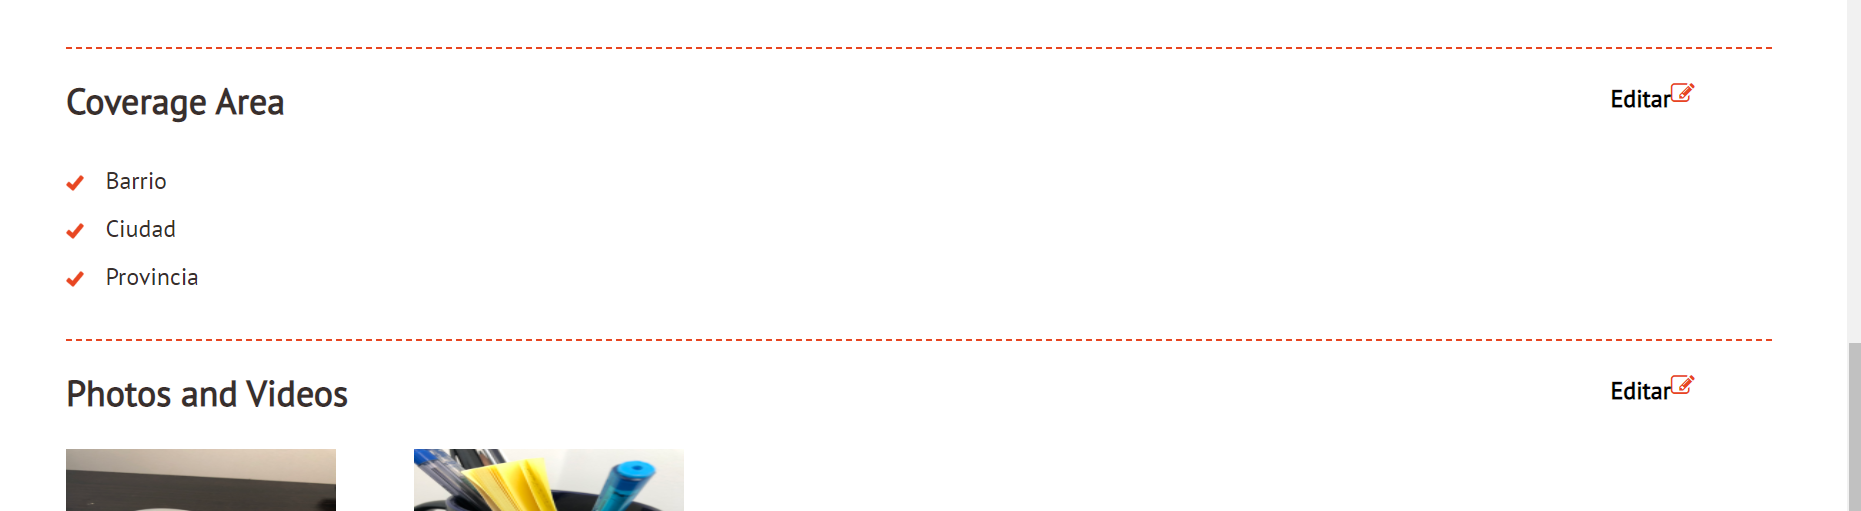 Coverage Area
Editar
Barrio
Ciudad
Provincia
Photos and Videos
Editar